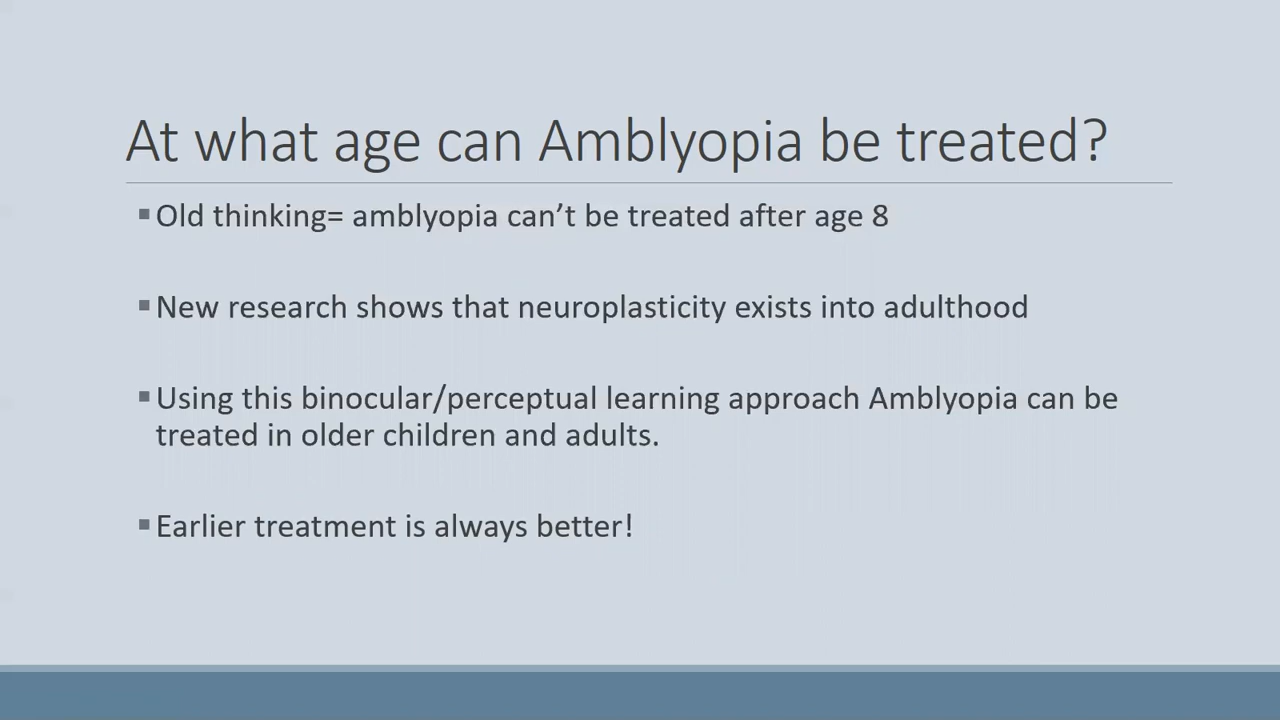 At what age can Amblyopia be treated?
▪Old thinking= amblyopia can’t be treated after age 8
▪New research shows that neuroplasticity exists into adulthood
▪Using this binocular/perceptual learning approach Amblyopia can be
treated in older children and adults.
▪Earlier treatment is always better!